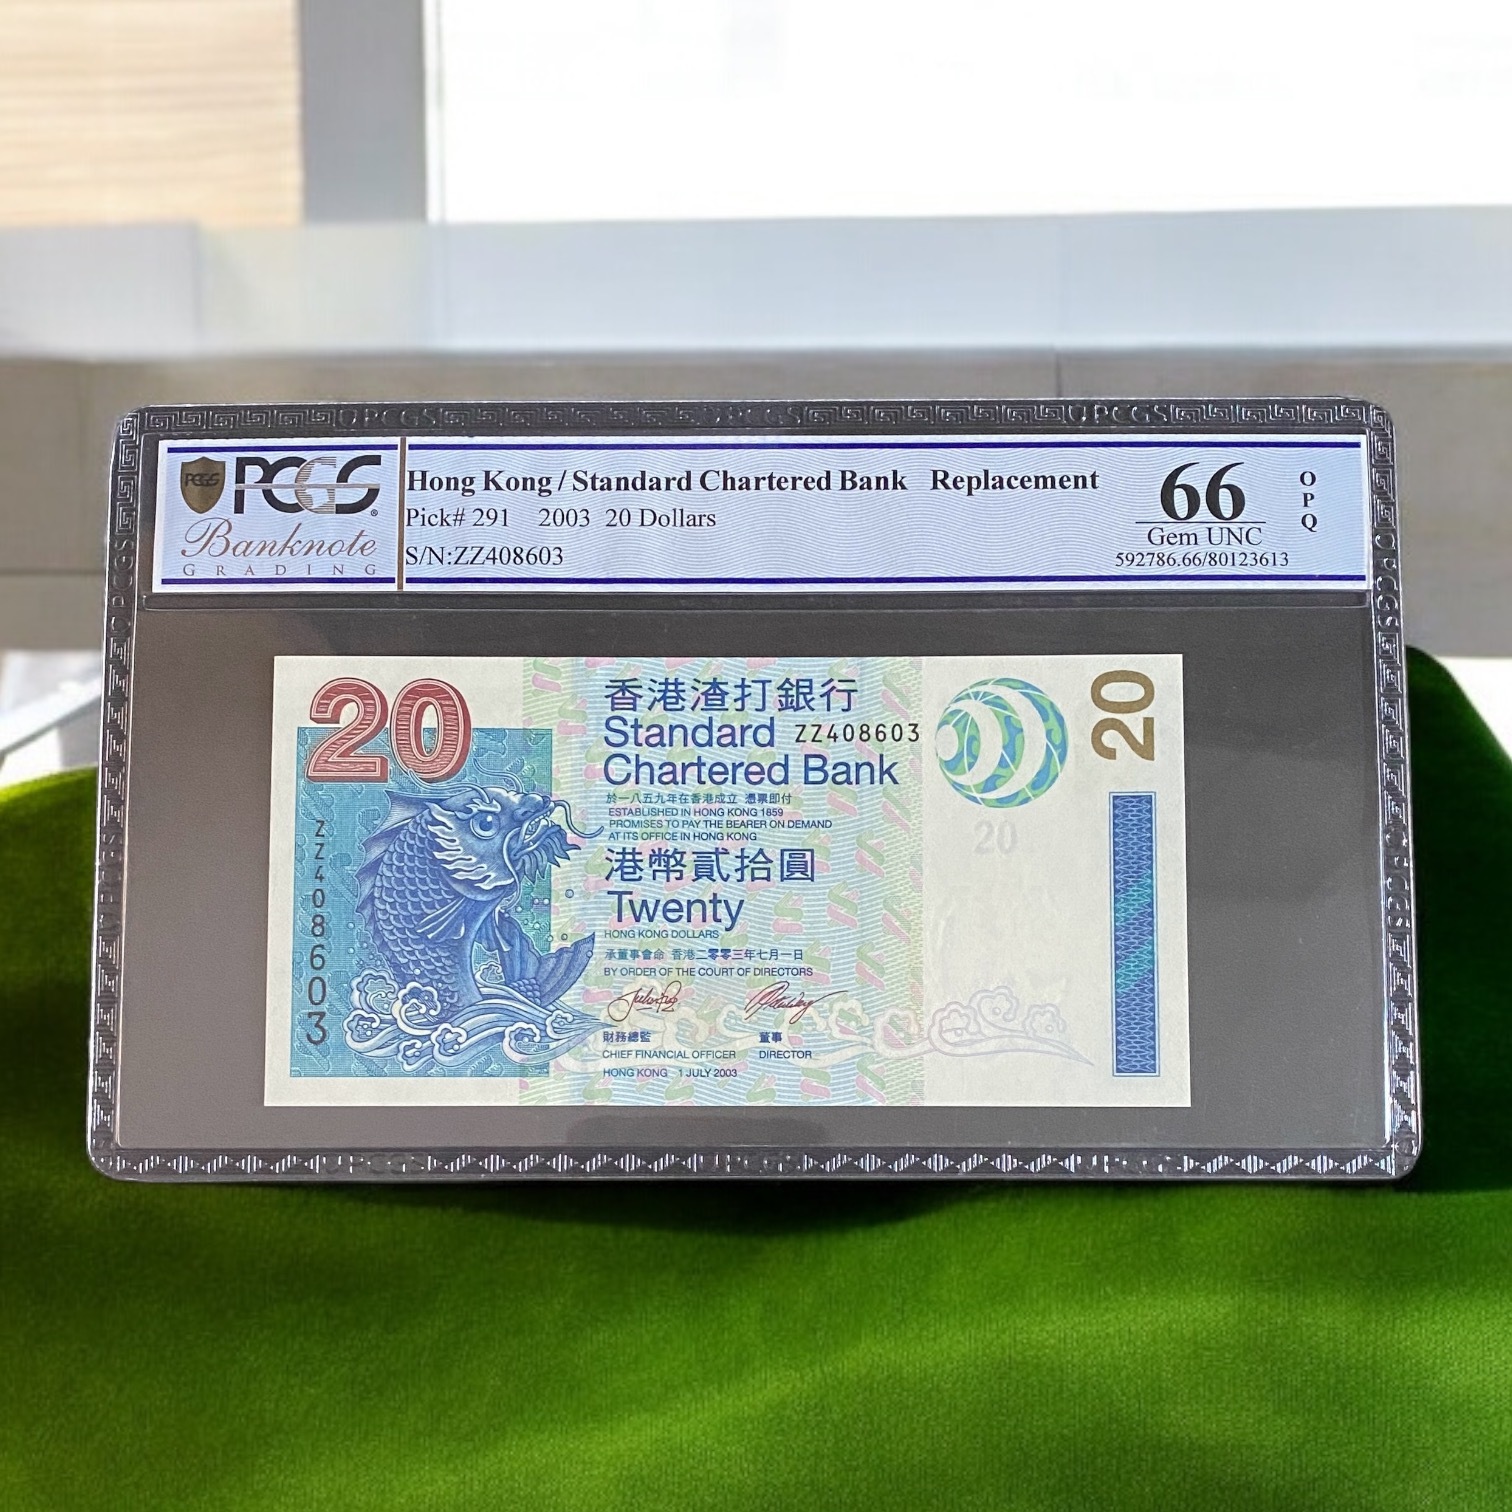 PCGS
PCGS®
Banknote
GRADING
Hong Kong / Standard Chartered Bank Replacement
Pick# 291 2003 20 Dollars
S/N:ZZ408603
66
Gem UNC
592786.66/80123613
OPQ
20
20
香港渣打銀行
Standard ZZ408603
Chartered Bank
於一八五九年在香港成立 憑票即付
ESTABLISHED IN HONG KONG 1859
PROMISES TO PAY THE BEARER ON DEMAND
AT ITS OFFICE IN HONG KONG
20
港幣貳拾圓
Twenty
HONG KONG DOLLARS
承董事會命 香港二零零三年七月一日
BY ORDER OF THE COURT OF DIRECTORS
財務總監 董事
CHIEF FINANCIAL OFFICER DIRECTOR
HONG KONG 1 JULY 2003
ZZ408603